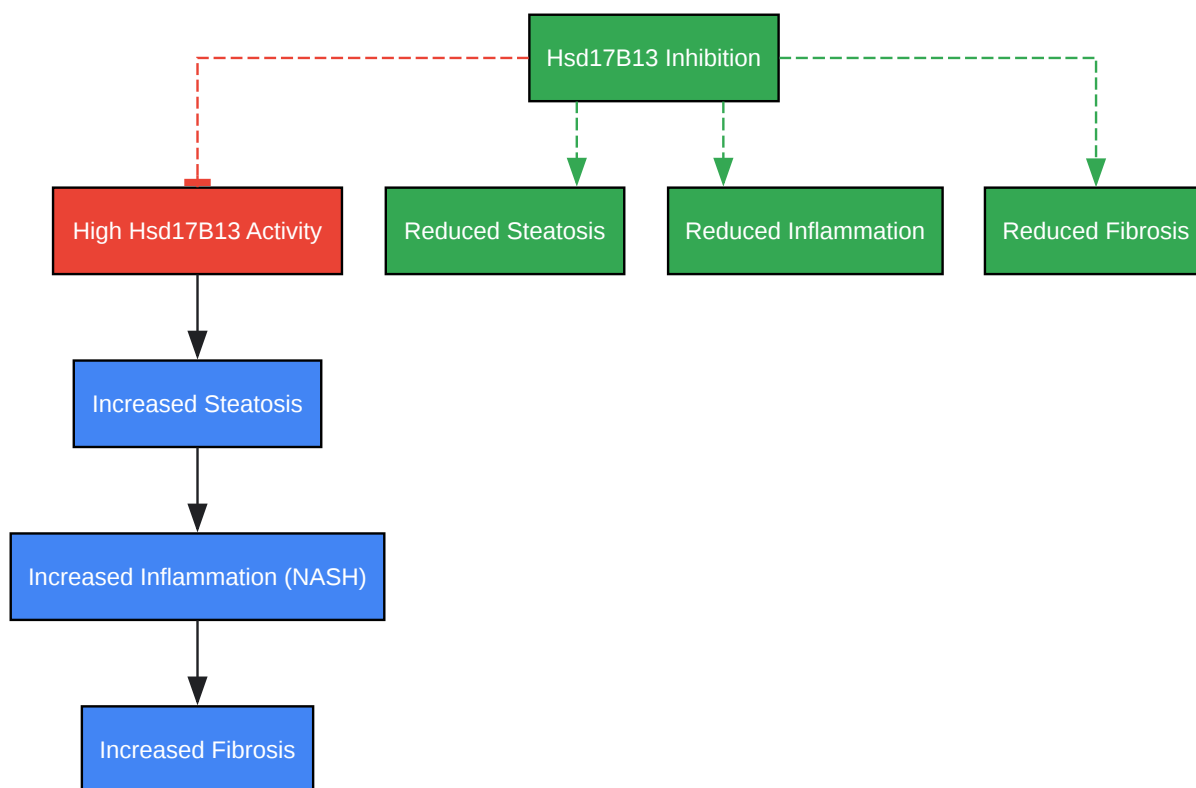 Hsd17B13 Inhibition
High Hsd17B13 Activity
Reduced Steatosis
Reduced Inflammation
Reduced Fibrosis
Increased Steatosis
Increased Inflammation (NASH)
Increased Fibrosis